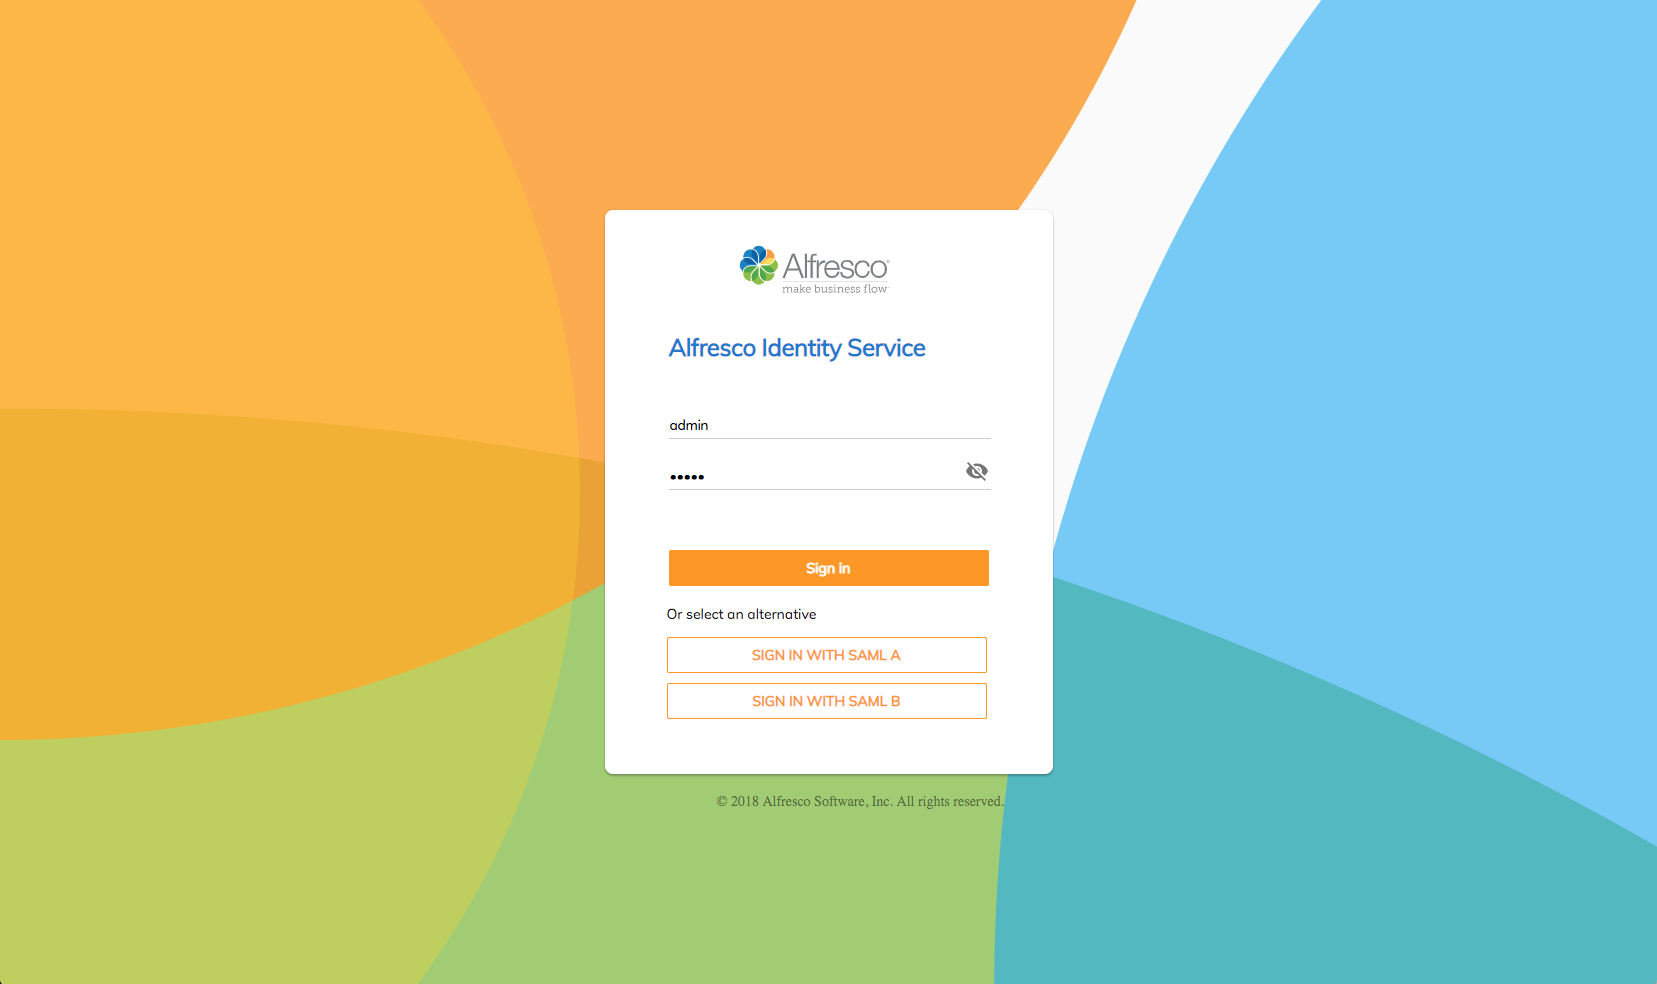 Alfresco
make business flow
Alfresco Identity Service
admin
•••••
Sign in
Or select an alternative
SIGN IN WITH SAML A
SIGN IN WITH SAML B
© 2018 Alfresco Software, Inc. All rights reserved.